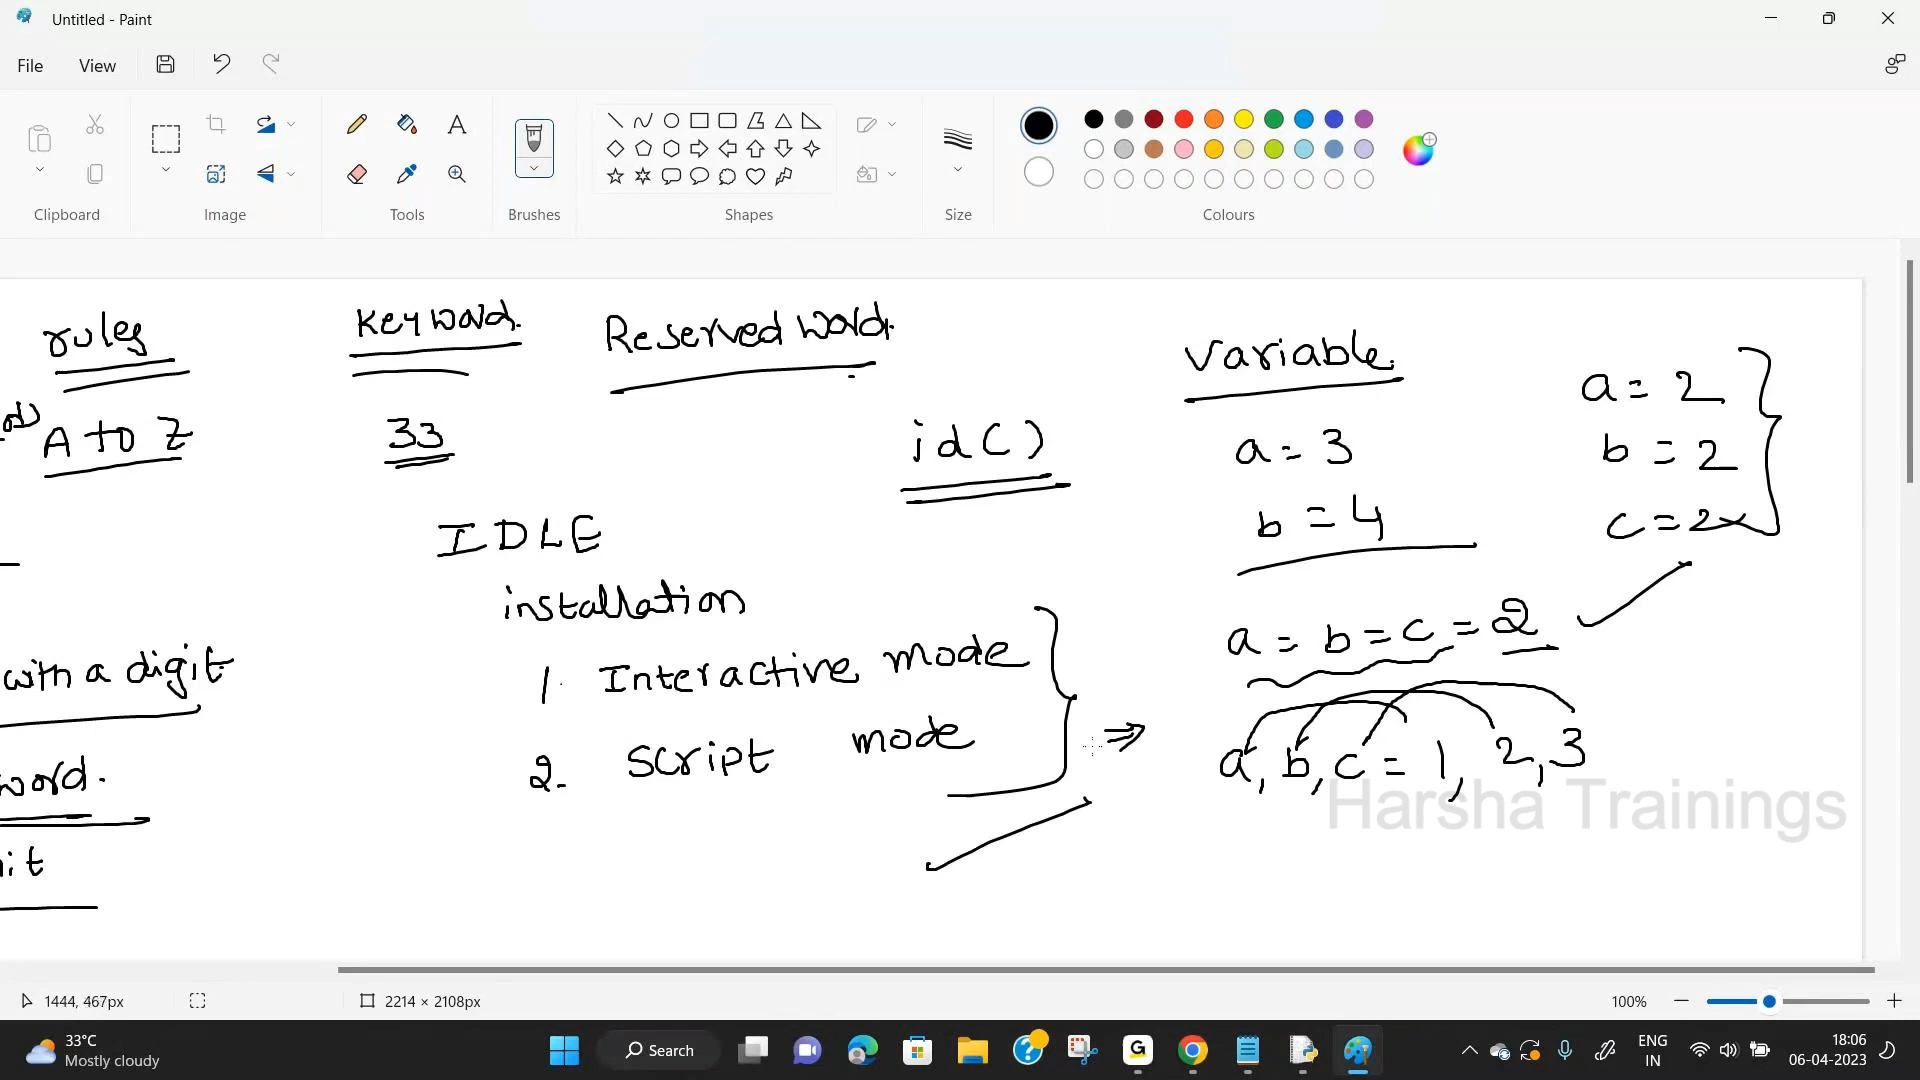 Untitled - Paint
File
View
Clipboard
Image
Tools
Brushes
Shapes
Size
Colours
rules
Keyword.
Reserved word.
A to Z
33
id()
IDLE
installation
1. Interactive mode
2. Script mode
with a digit
word.
Variable.
a = 3
b = 4
a = 2
b = 2
c = 2
a = b = c = 2
⇒
a, b, c = 1, 2, 3
Harsha Trainings
1444, 467px
2214 × 2108px
100%
33°C
Mostly cloudy
Search
ENG
IN
18:06
06-04-2023